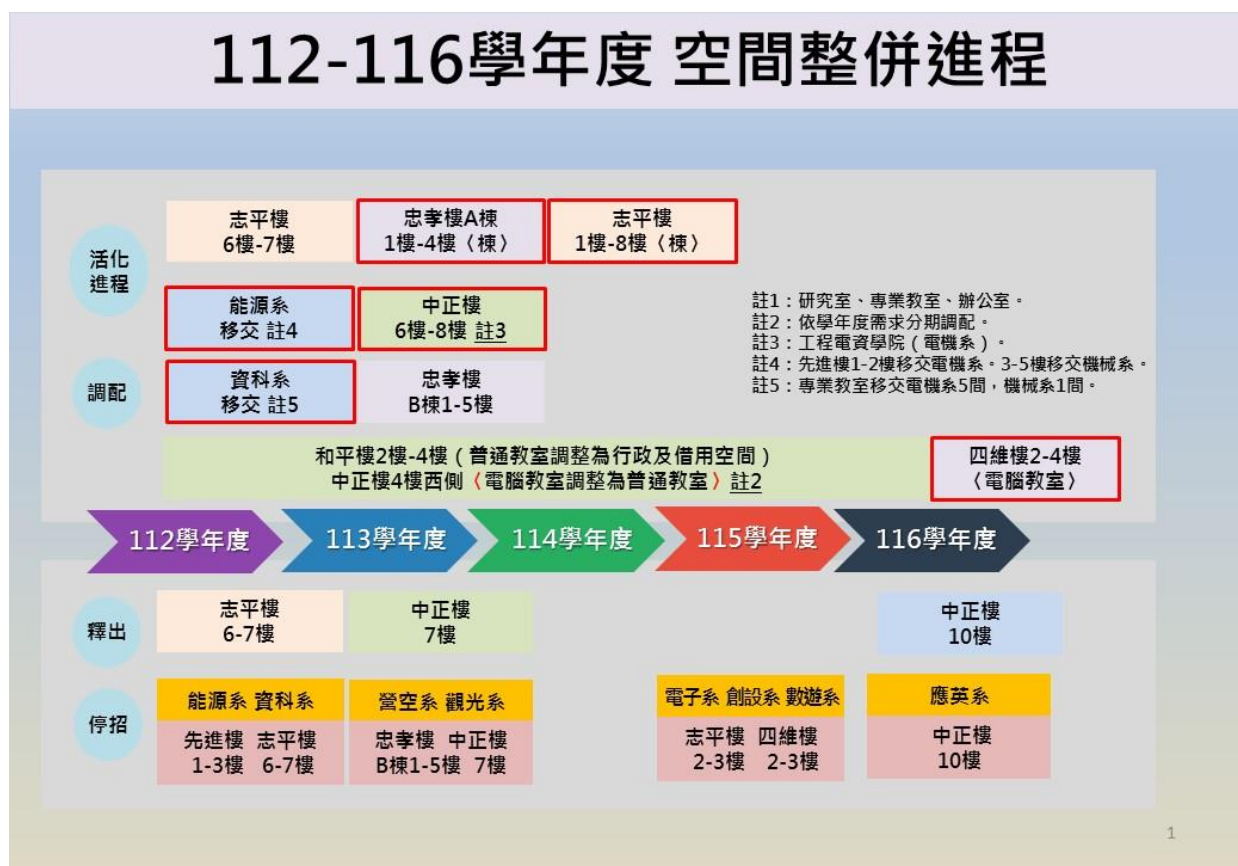 112-116學年度 空間整併進程
活化
進程
志平樓
6樓-7樓
忠孝樓A棟
1樓-4樓〈棟〉
志平樓
1樓-8樓〈棟〉
能源系
移交 註4
中正樓
6樓-8樓 註3
註1：研究室、專業教室、辦公室。
註2：依學年度需求分期調配。
註3：工程電資學院（電機系）。
註4：先進樓1-2樓移交電機系。3-5樓移交機械系。
註5：專業教室移交電機系5間，機械系1間。
調配
資科系
移交 註5
忠孝樓
B棟1-5樓
和平樓2樓-4樓（普通教室調整為行政及借用空間）
中正樓4樓西側〈電腦教室調整為普通教室〉註2
四維樓2-4樓
〈電腦教室〉
112學年度
113學年度
114學年度
115學年度
116學年度
釋出
志平樓
6-7樓
中正樓
7樓
中正樓
10樓
停招
能源系 資科系
先進樓 志平樓
1-3樓 6-7樓
營空系 觀光系
忠孝樓 中正樓
B棟1-5樓 7樓
電子系 創設系 數遊系
志平樓 四維樓
2-3樓 2-3樓
應英系
中正樓
10樓
1